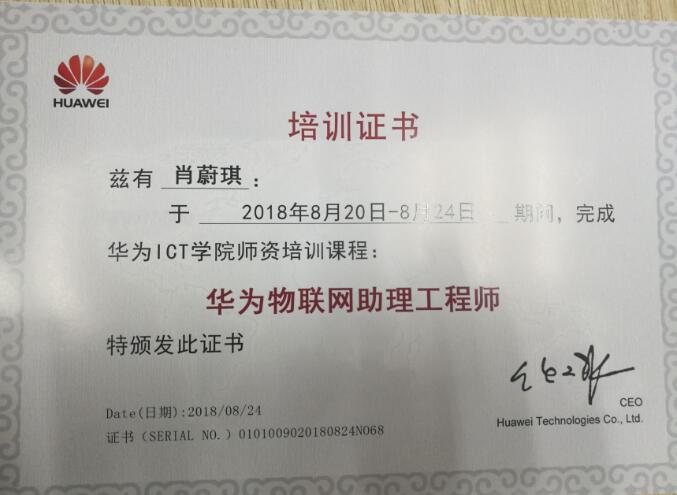 HUAWEI
培训证书
兹有 肖蔚琪：
于 2018年8月20日-8月24日 期间，完成
华为ICT学院师资培训课程：
华为物联网助理工程师
特颁发此证书
CEO
Huawei Technologies Co., Ltd.
Date(日期):2018/08/24
证书（SERIAL NO.）0101009020180824N068